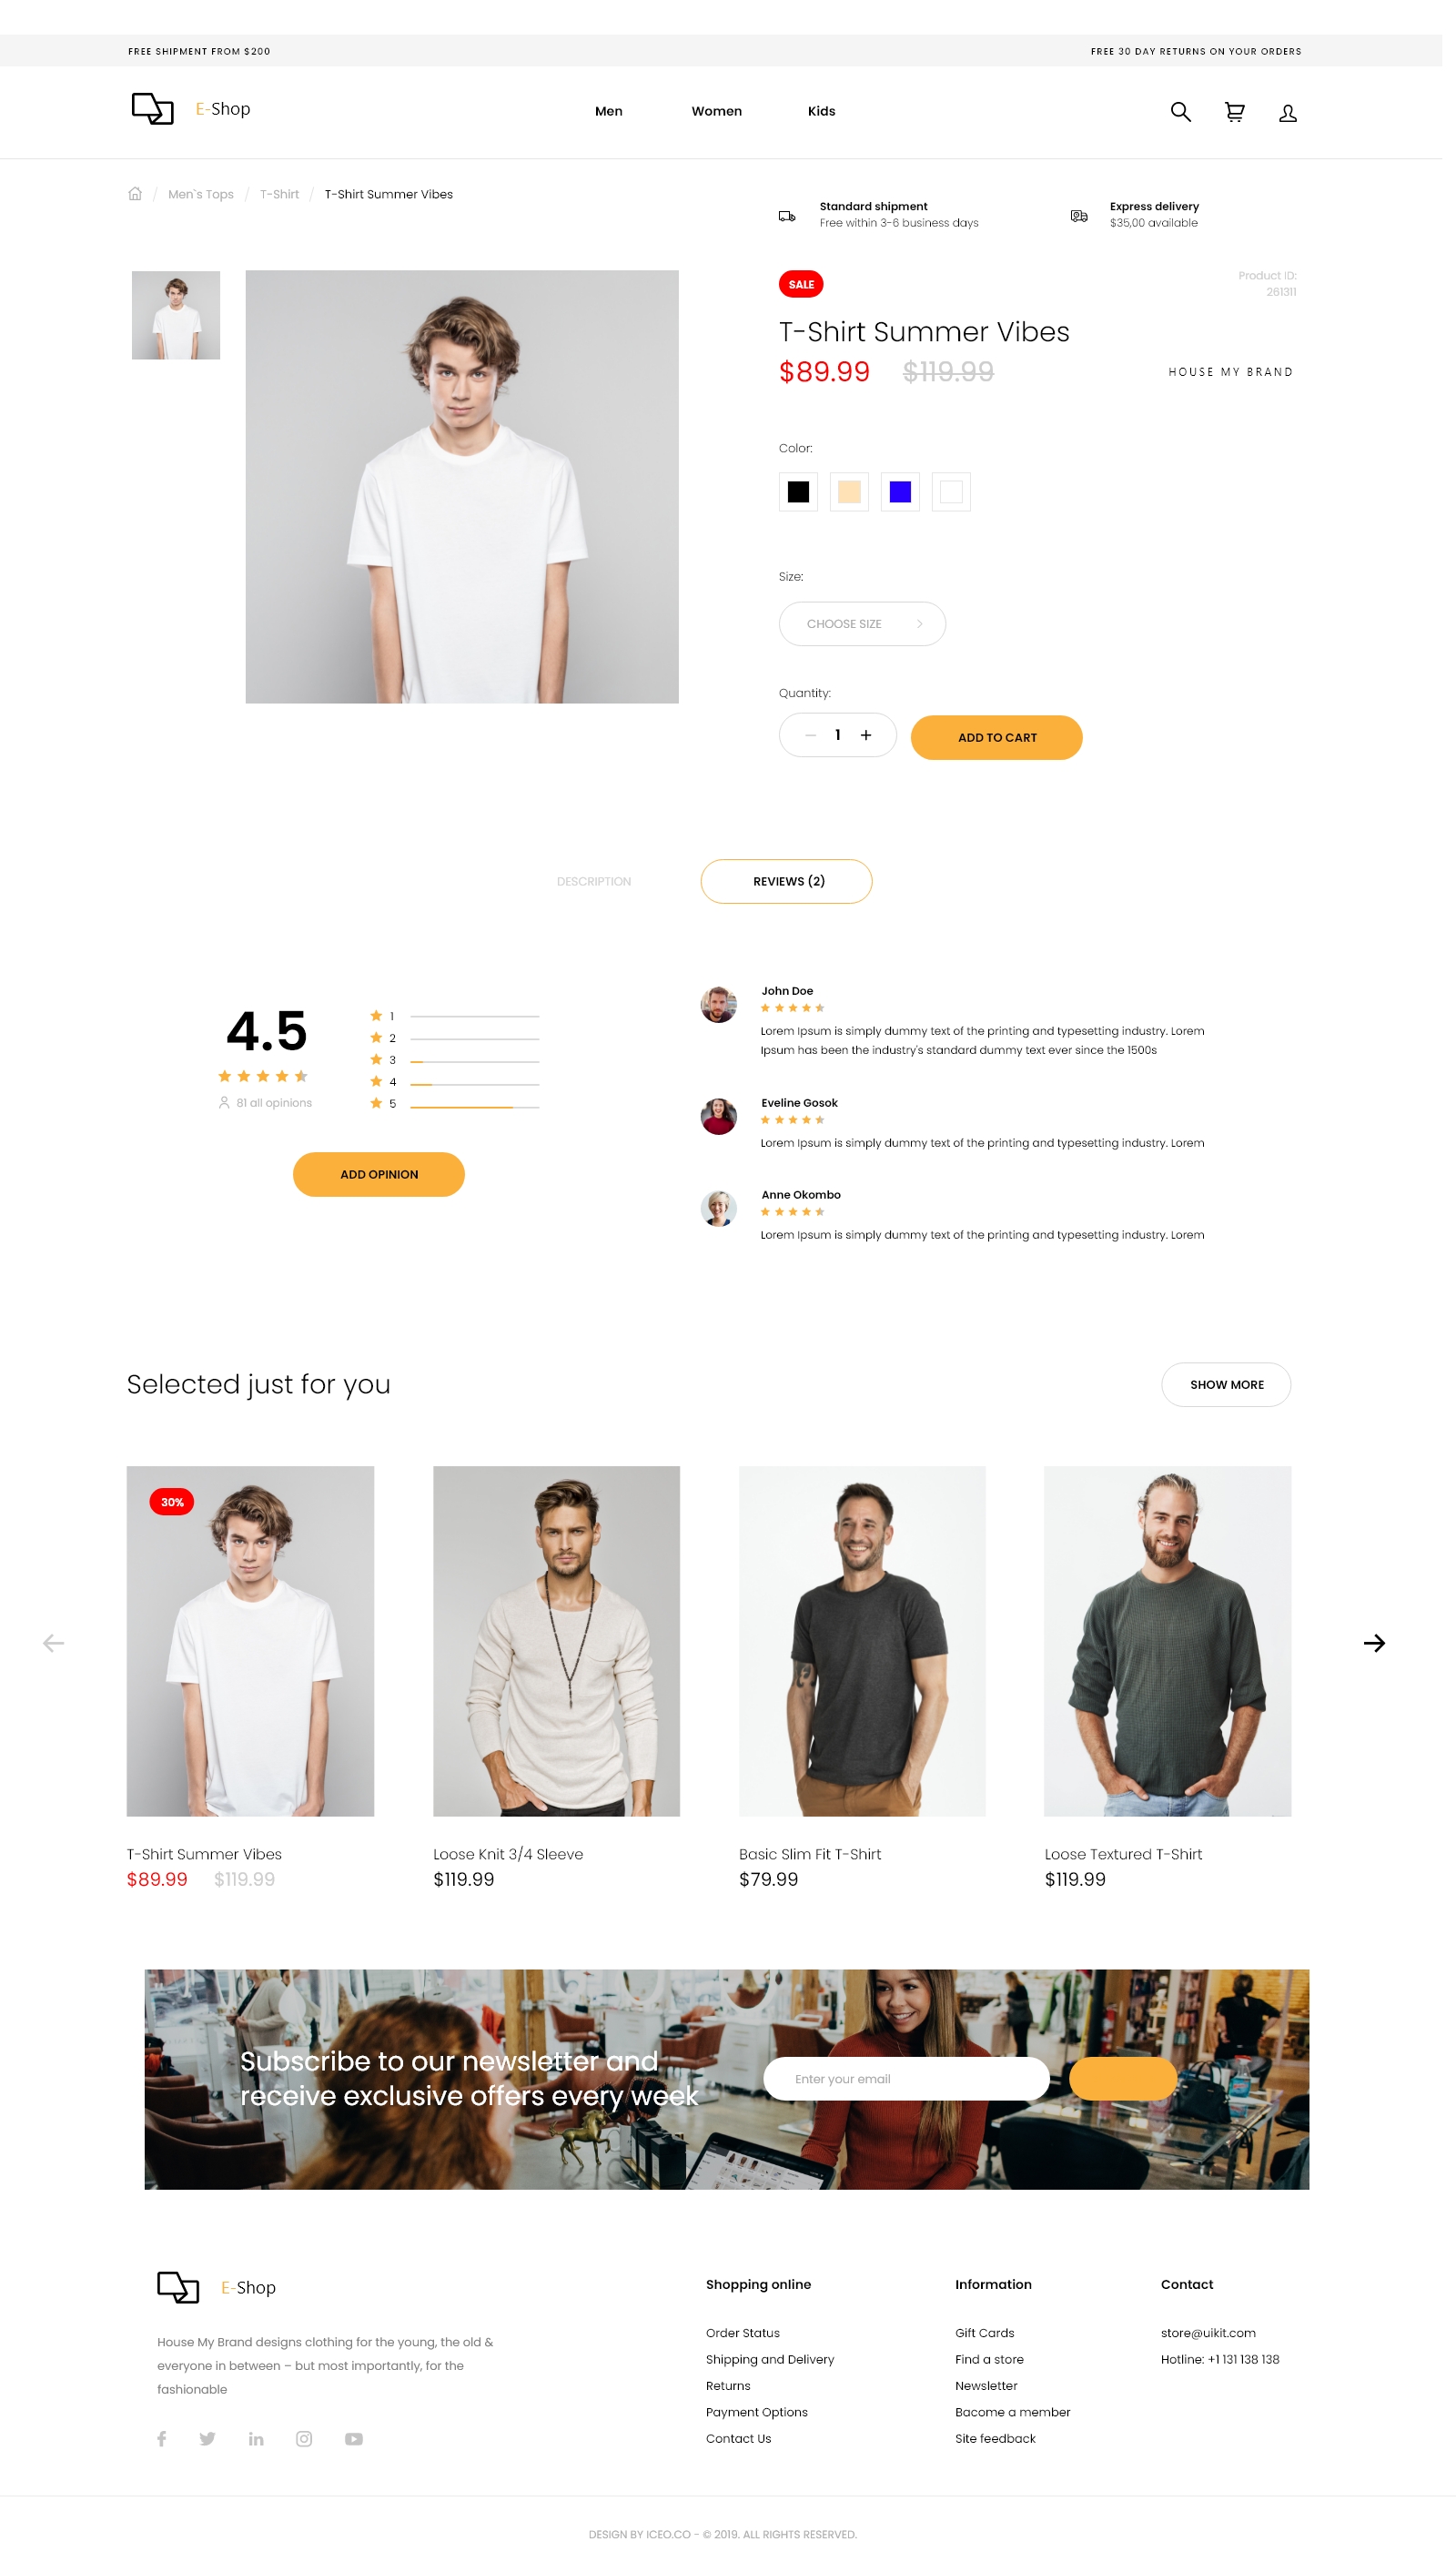 FREE SHIPMENT FROM $200
FREE 30 DAY RETURNS ON YOUR ORDERS
E-Shop
Men
Women
Kids
/ Men`s Tops / T-Shirt / T-Shirt Summer Vibes
Standard shipment
Free within 3-6 business days
Express delivery
$35,00 available
SALE
Product ID:
261311
T-Shirt Summer Vibes
$89.99 $119.99
HOUSE MY BRAND
Color:
Size:
CHOOSE SIZE
Quantity:
1
ADD TO CART
DESCRIPTION
REVIEWS (2)
4.5
81 all opinions
1
2
3
4
5
ADD OPINION
John Doe
Lorem Ipsum is simply dummy text of the printing and typesetting industry. Lorem
Ipsum has been the industry's standard dummy text ever since the 1500s
Eveline Gosok
Lorem Ipsum is simply dummy text of the printing and typesetting industry. Lorem
Anne Okombo
Lorem Ipsum is simply dummy text of the printing and typesetting industry. Lorem
Selected just for you
SHOW MORE
30%
T-Shirt Summer Vibes
$89.99 $119.99
Loose Knit 3/4 Sleeve
$119.99
Basic Slim Fit T-Shirt
$79.99
Loose Textured T-Shirt
$119.99
Subscribe to our newsletter and
receive exclusive offers every week
Enter your email
E-Shop
House My Brand designs clothing for the young, the old &
everyone in between – but most importantly, for the
fashionable
Shopping online
Order Status
Shipping and Delivery
Returns
Payment Options
Contact Us
Information
Gift Cards
Find a store
Newsletter
Bacome a member
Site feedback
Contact
store@uikit.com
Hotline: +1 131 138 138
DESIGN BY ICEO.CO - © 2019. ALL RIGHTS RESERVED.